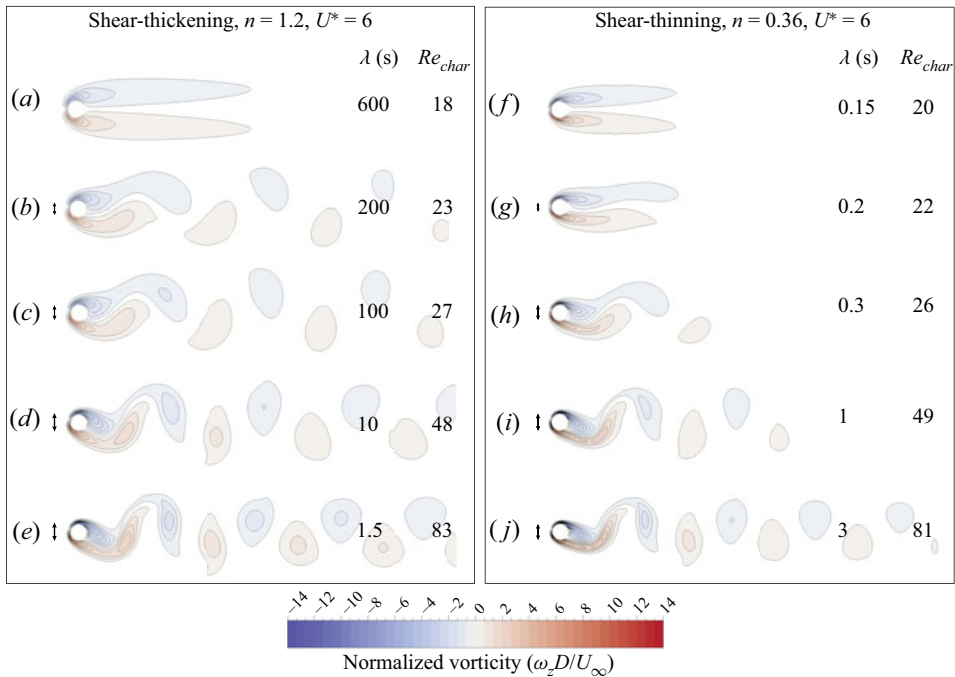 Shear-thickening, n = 1.2, U* = 6
λ (s) Re_char
(a) 600 18
(b) 200 23
(c) 100 27
(d) 10 48
(e) 1.5 83
Shear-thinning, n = 0.36, U* = 6
λ (s) Re_char
(f) 0.15 20
(g) 0.2 22
(h) 0.3 26
(i) 1 49
(j) 3 81
−14 −12 −10 −8 −6 −4 −2 0 2 4 6 8 10 12 14
Normalized vorticity (ω_z D/U_∞)